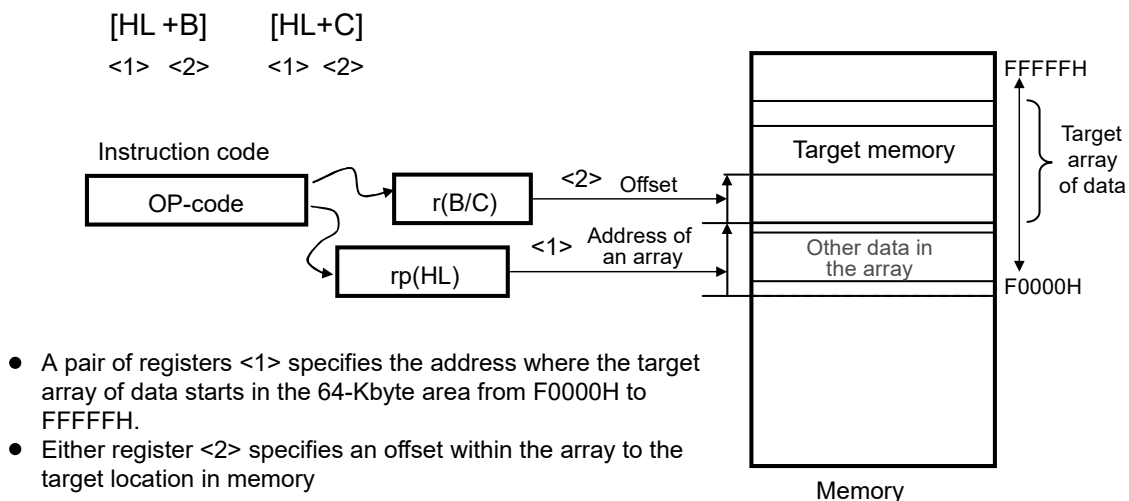 [HL +B] [HL+C]
<1> <2> <1> <2>
FFFFFH
Target
array
of data
Target memory
Instruction code
OP-code
r(B/C)
<2> Offset
rp(HL)
<1> Address of
an array
Other data in
the array
F0000H
● A pair of registers <1> specifies the address where the target
array of data starts in the 64-Kbyte area from F0000H to
FFFFFH.
● Either register <2> specifies an offset within the array to the
target location in memory
Memory